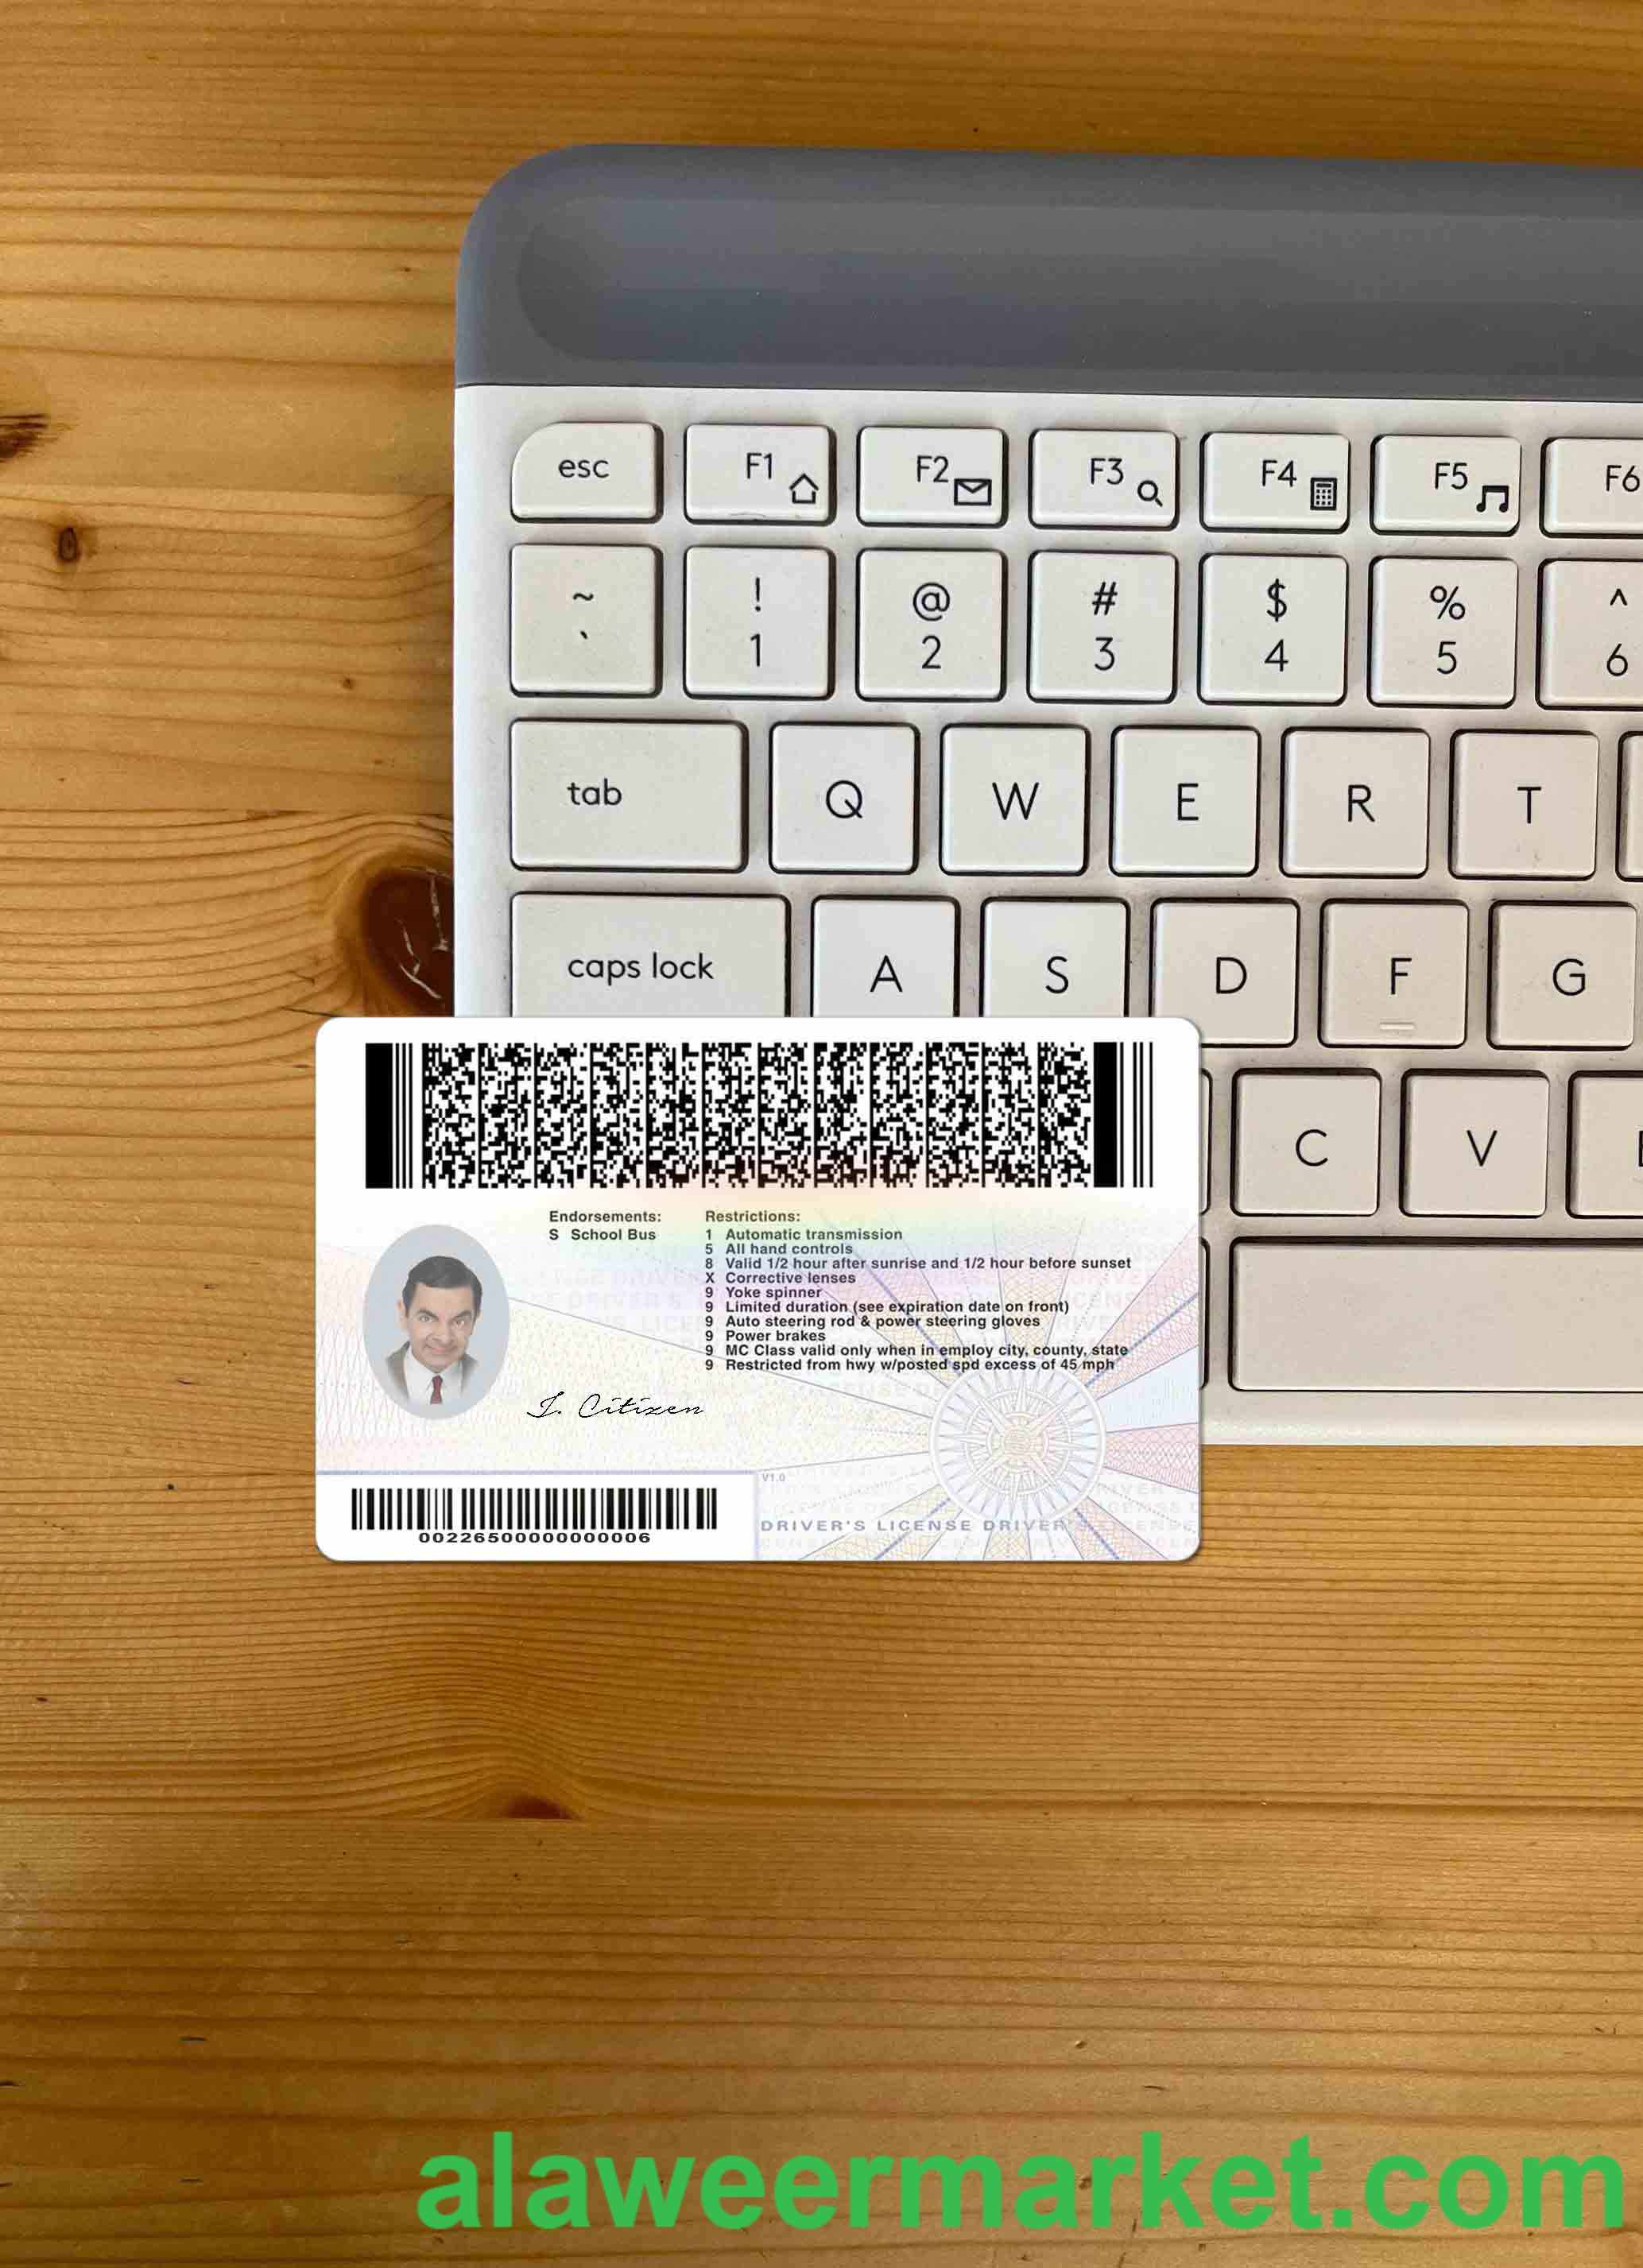 esc F1 F2 F3 F4 F5 F6
~ ! @ # $ % ^
` 1 2 3 4 5 6
tab Q W E R T
caps lock A S D F G
C V
Endorsements:
S School Bus
Restrictions:
1 Automatic transmission
5 All hand controls
8 Valid 1/2 hour after sunrise and 1/2 hour before sunset
X Corrective lenses
9 Yoke spinner
9 Limited duration (see expiration date on front)
9 Auto steering rod & power steering gloves
9 Power brakes
9 MC Class valid only when in employ city, county, state
9 Restricted from hwy w/posted spd excess of 45 mph
J. Citizen
V1.0
DRIVER'S LICENSE DRIVER'S
00226500000000006
alaweermarket.com